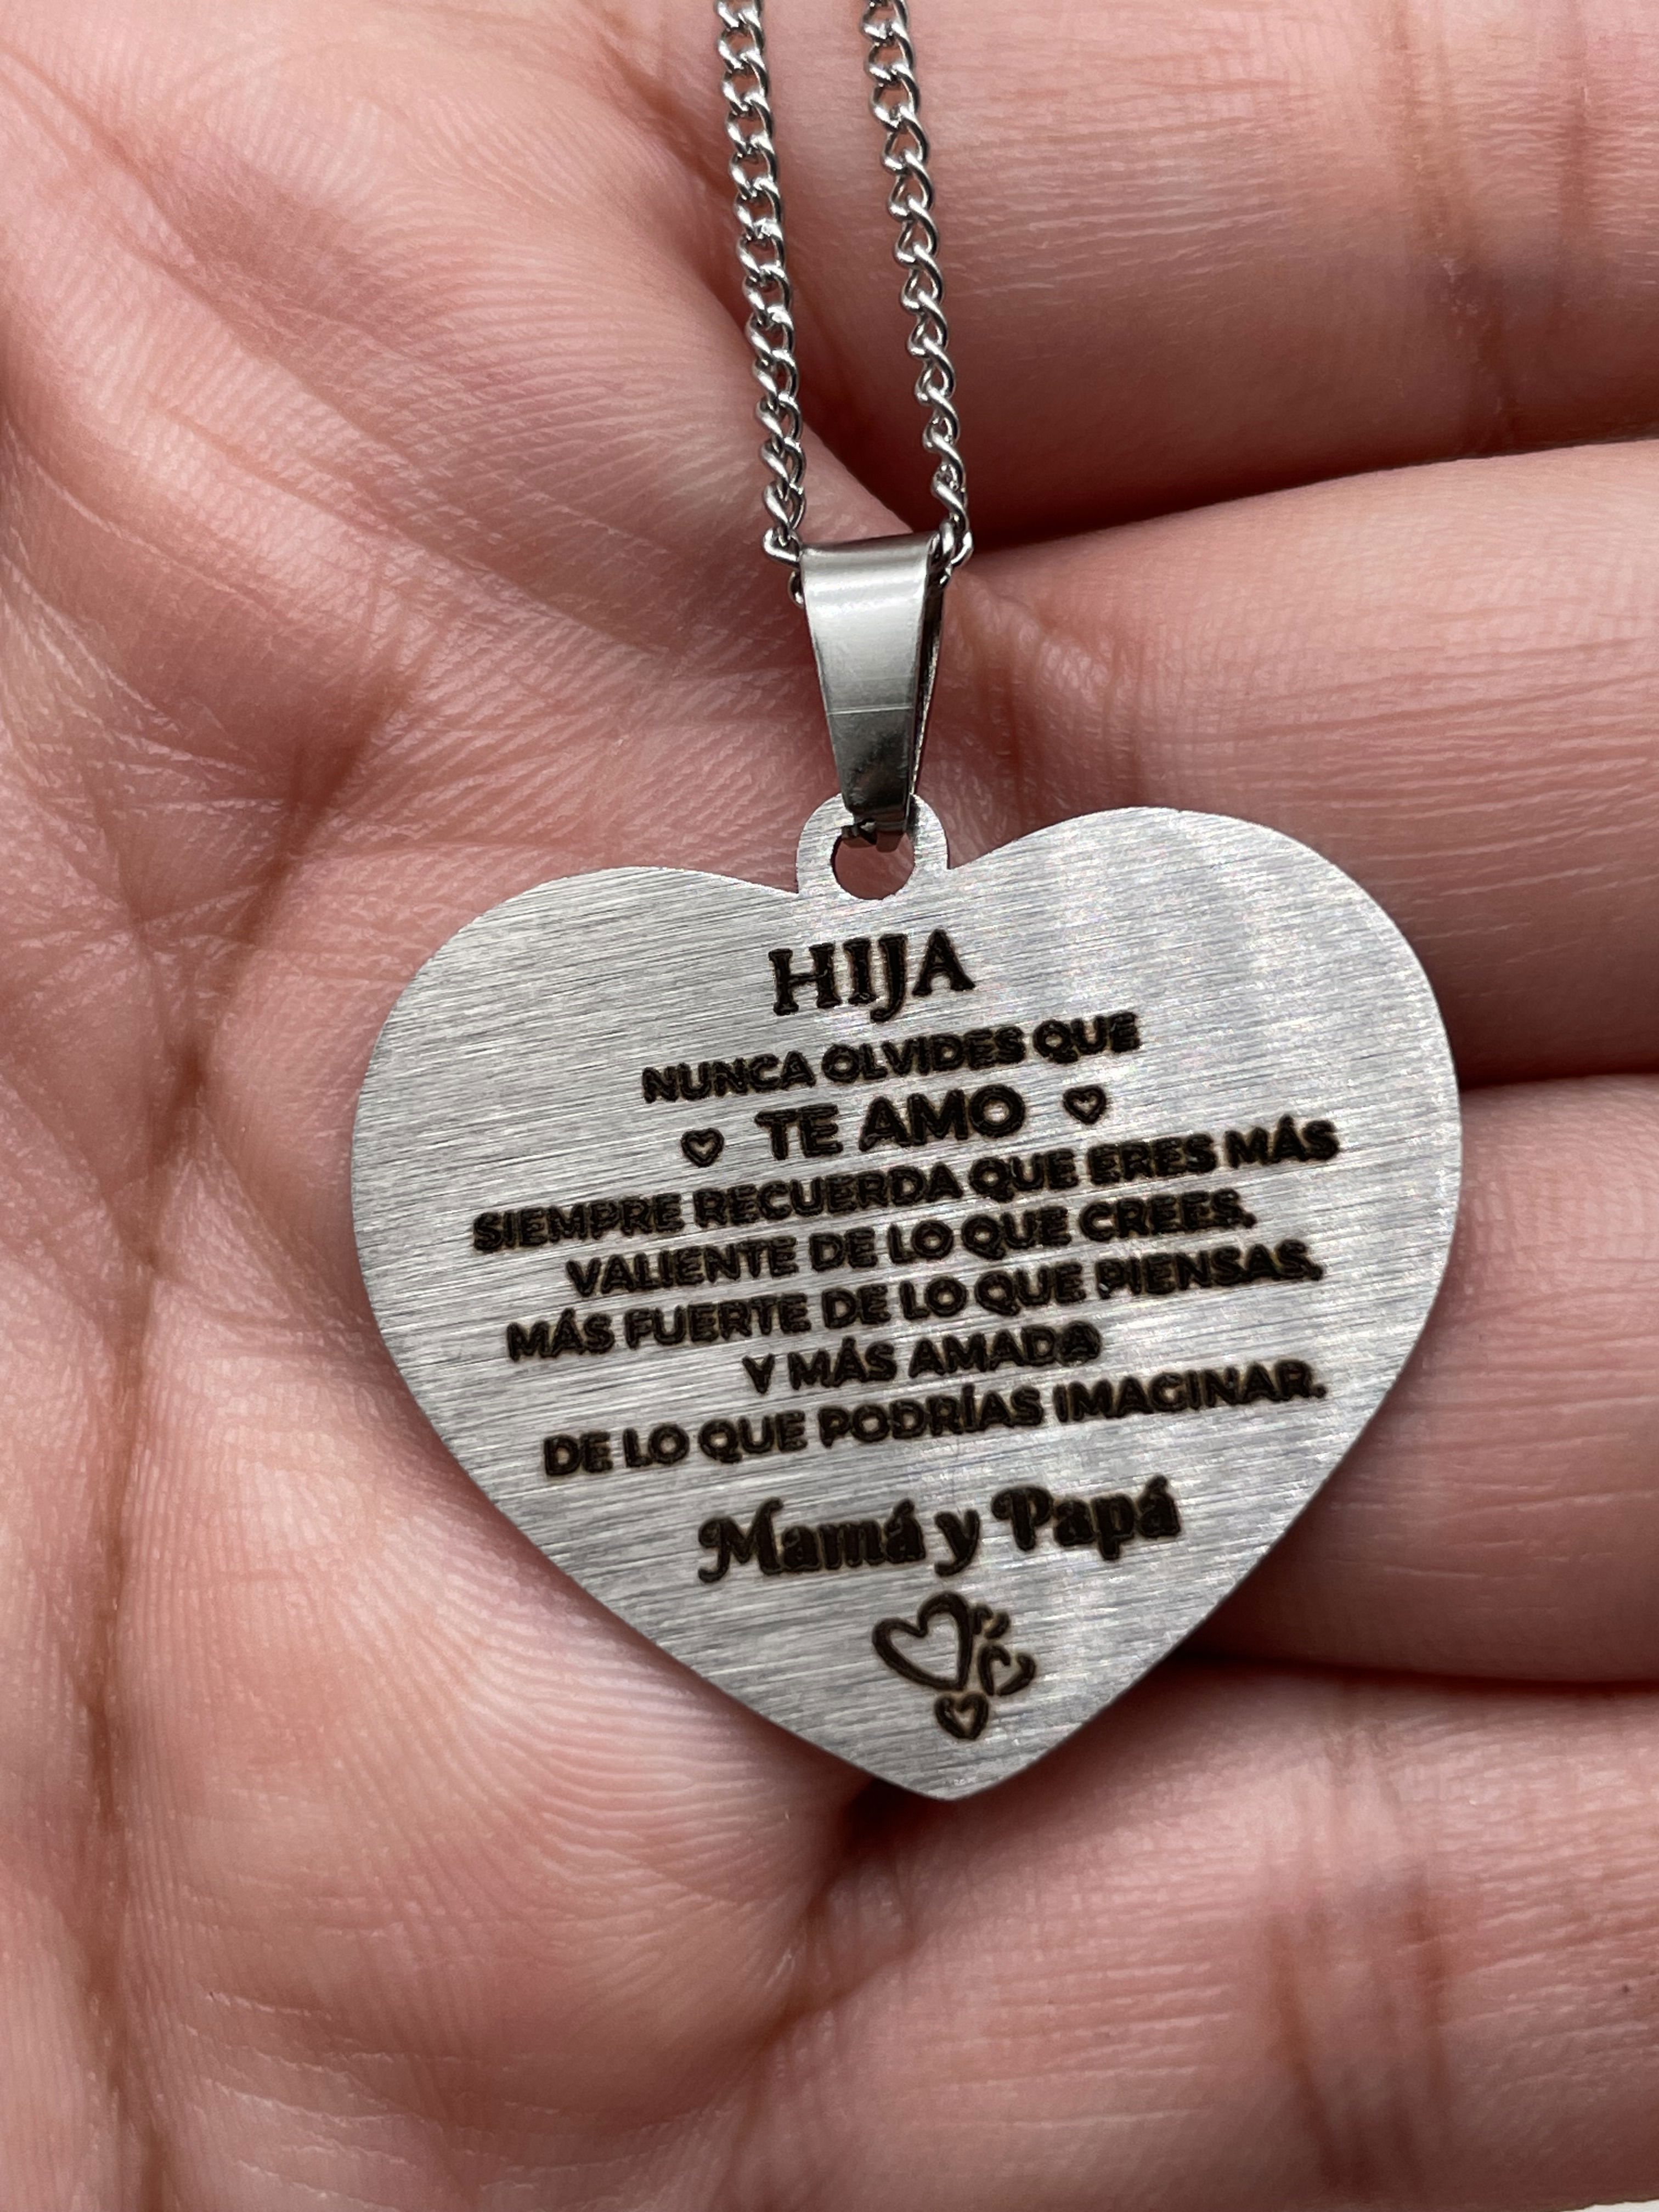 HIJA
NUNCA OLVIDES QUE
TE AMO
SIEMPRE RECUERDA QUE ERES MÁS
VALIENTE DE LO QUE CREES.
MÁS FUERTE DE LO QUE PIENSAS.
Y MÁS AMADA
DE LO QUE PODRÍAS IMAGINAR.
Mamá y Papá